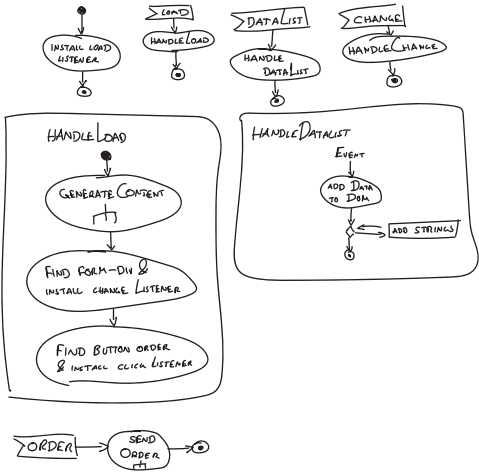 LOAD
DATALIST
CHANGE
INSTALL LOAD
LISTENER
HANDLELOAD
HANDLE
DATALIST
HANDLECHANGE
HANDLELOAD
GENERATE CONTENT
FIND FORM-DIV &
INSTALL CHANGE LISTENER
FIND BUTTON ORDER
& INSTALL CLICK LISTENER
HANDLEDATALIST
EVENT
ADD DATA
TO DOM
ADD STRINGS
ORDER
SEND
ORDER